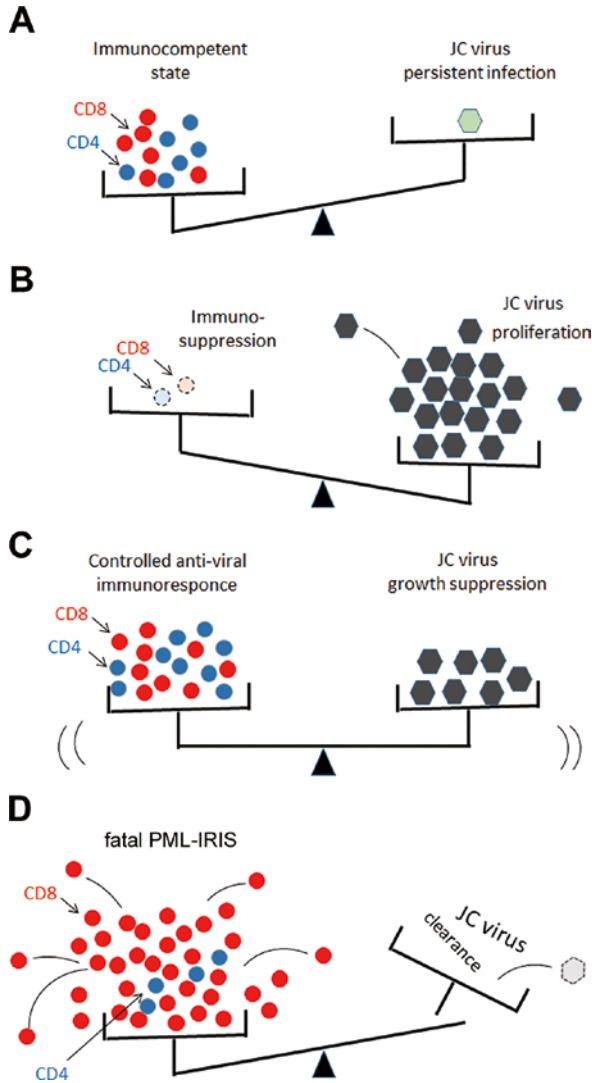 A
Immunocompetent
state
JC virus
persistent infection
CD8
CD4
B
Immuno-
suppression
JC virus
proliferation
CD8
CD4
C
Controlled anti-viral
immunoresponce
JC virus
growth suppression
CD8
CD4
D
fatal PML-IRIS
CD8
JC virus
clearance
CD4